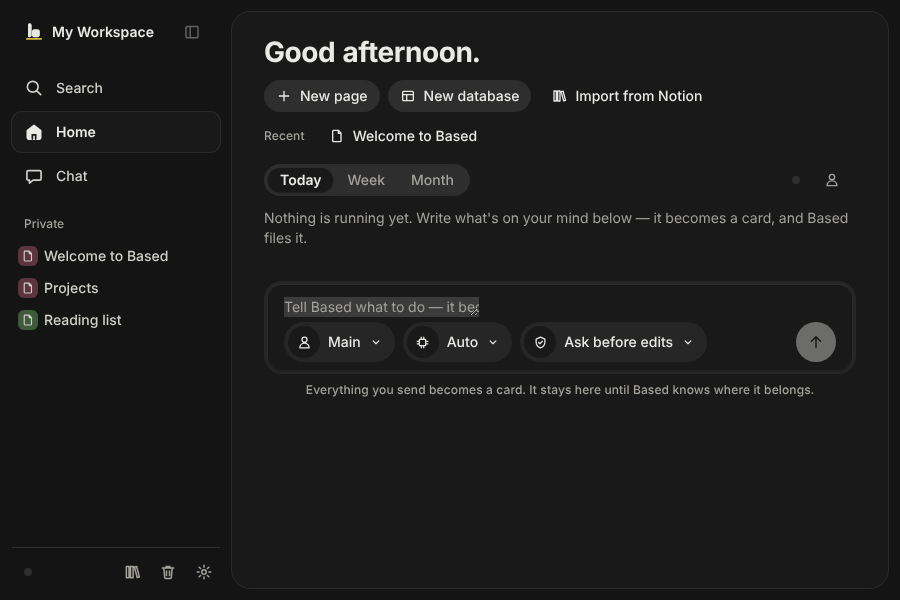 My Workspace
Search
Home
Chat
Private
Welcome to Based
Projects
Reading list
Good afternoon.
New page
New database
Import from Notion
Recent
Welcome to Based
Today
Week
Month
Nothing is running yet. Write what's on your mind below — it becomes a card, and Based
files it.
Tell Based what to do — it
Main
Auto
Ask before edits
Everything you send becomes a card. It stays here until Based knows where it belongs.